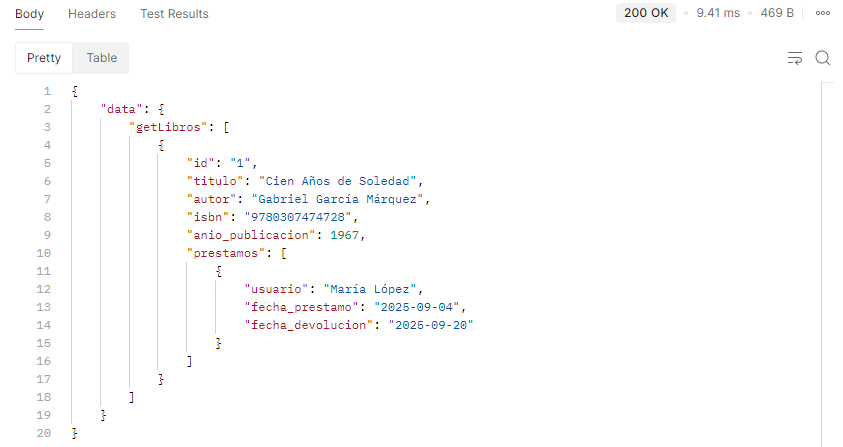 Body Headers Test Results 200 OK 9.41 ms 469 B
Pretty Table
1 {
2 "data": {
3 "getLibros": [
4 {
5 "id": "1",
6 "titulo": "Cien Años de Soledad",
7 "autor": "Gabriel García Márquez",
8 "isbn": "9780307474728",
9 "anio_publicacion": 1967,
10 "prestamos": [
11 {
12 "usuario": "María López",
13 "fecha_prestamo": "2025-09-04",
14 "fecha_devolucion": "2025-09-20"
15 }
16 ]
17 }
18 ]
19 }
20 }